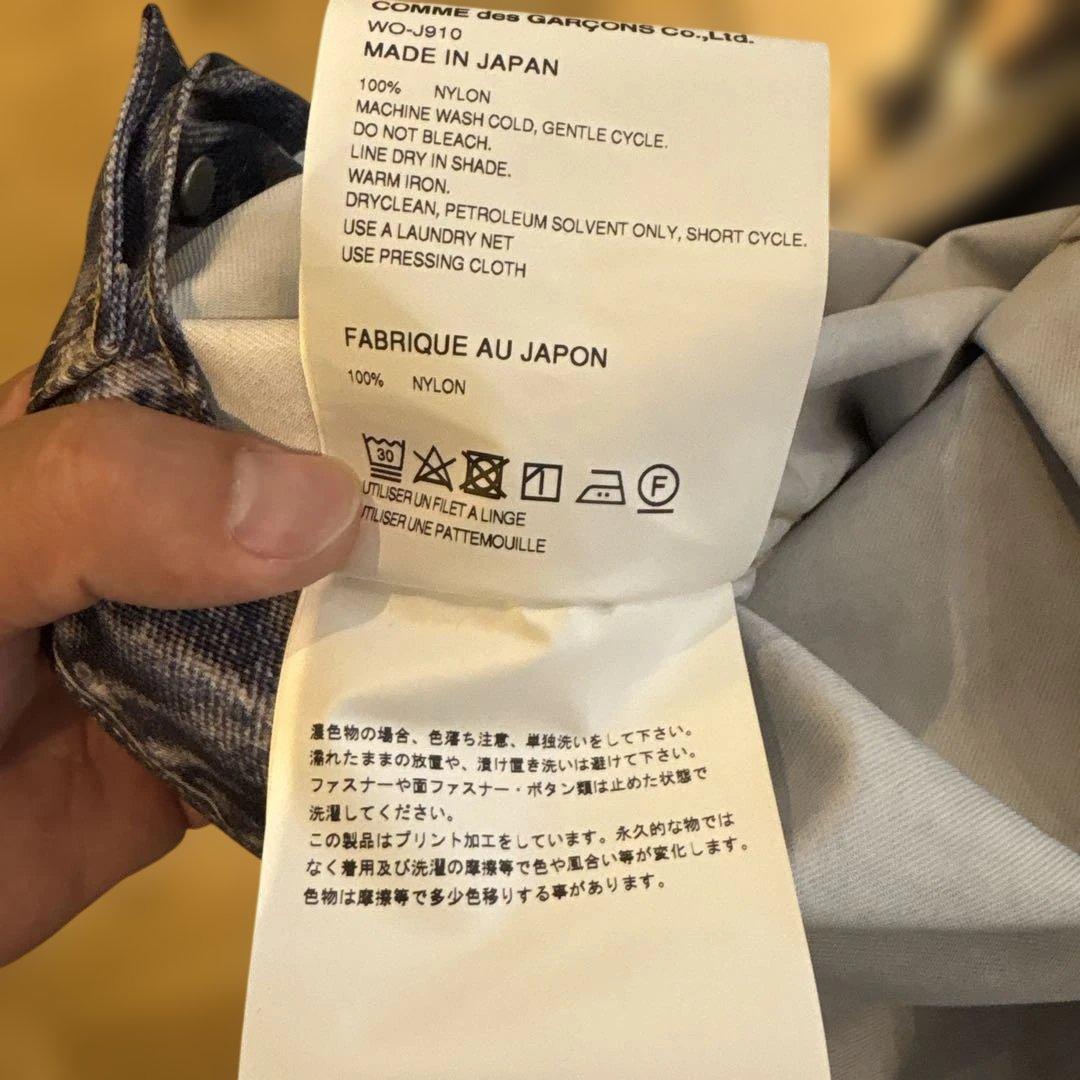 COMME des GARÇONS Co.,Ltd.
WO-J910
MADE IN JAPAN
100% NYLON
MACHINE WASH COLD, GENTLE CYCLE.
DO NOT BLEACH.
LINE DRY IN SHADE.
WARM IRON.
DRYCLEAN, PETROLEUM SOLVENT ONLY, SHORT CYCLE.
USE A LAUNDRY NET
USE PRESSING CLOTH
FABRIQUE AU JAPON
100% NYLON
30 F
UTILISER UN FILET A LINGE
UTILISER UNE PATTEMOUILLE
濃色物の場合、色落ち注意、単独洗いをして下さい。
濡れたままの放置や、漬け置き洗いは避けて下さい。
ファスナーや面ファスナー・ボタン類は止めた状態で
洗濯してください。
この製品はプリント加工をしています。永久的な物では
なく着用及び洗濯の摩擦等で色や風合い等が変化します。
色物は摩擦等で多少色移りする事があります。